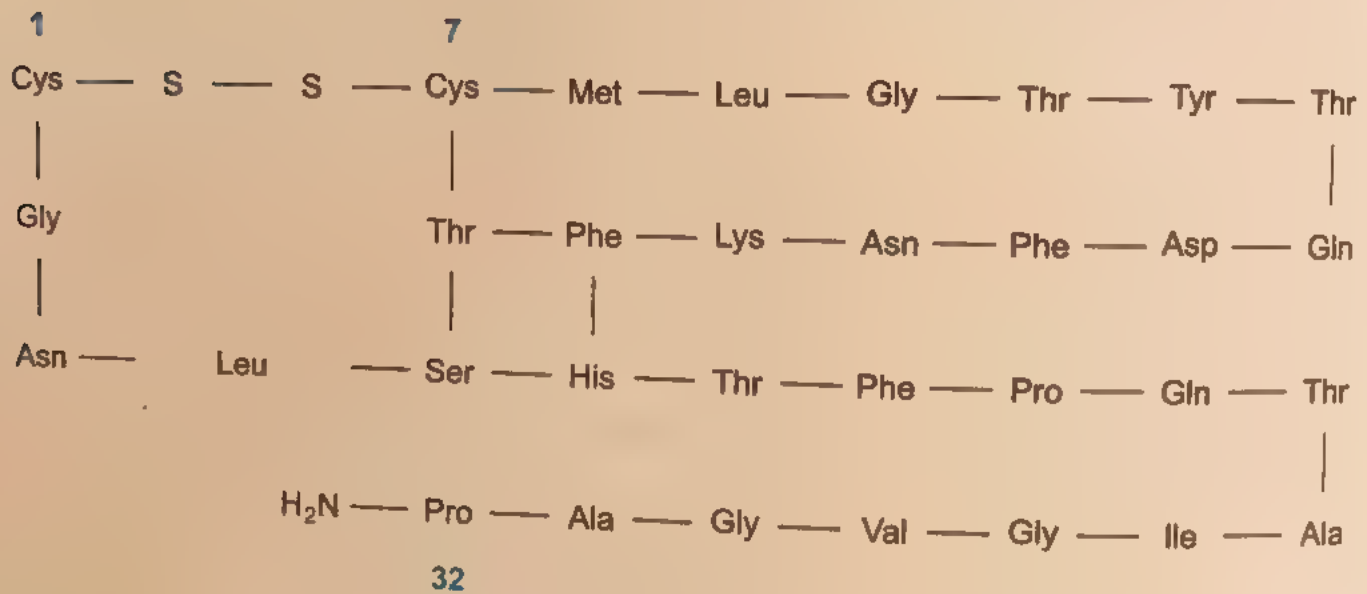 1 7
Cys — S — S — Cys — Met — Leu — Gly — Thr — Tyr — Thr
Gly Thr — Phe — Lys — Asn — Phe — Asp — Gln
Asn — Leu — Ser — His — Thr — Phe — Pro — Gln — Thr
H₂N — Pro — Ala — Gly — Val — Gly — Ile — Ala
32